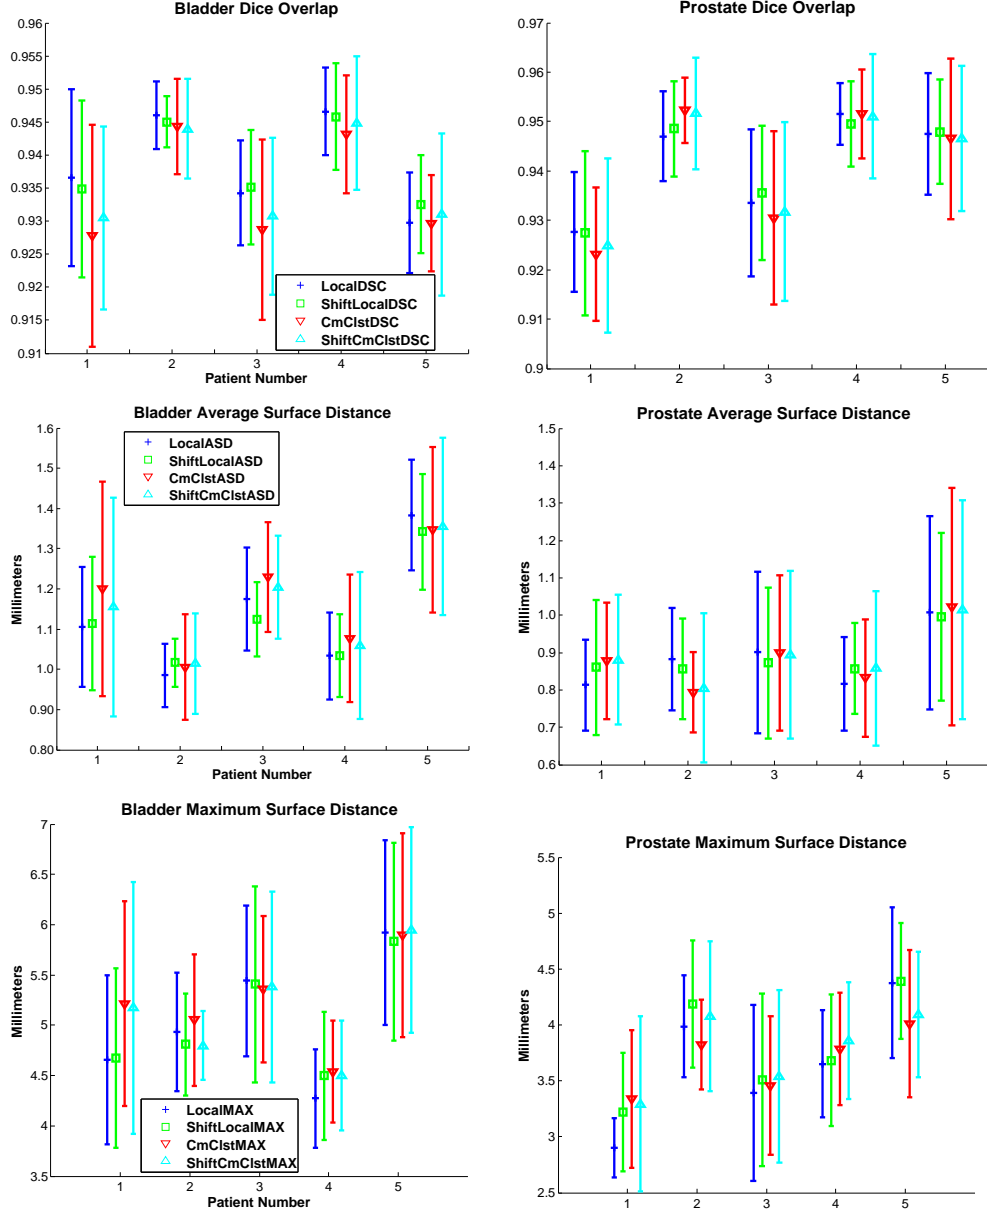 Bladder Dice Overlap
0.96
0.955
0.95
0.945
0.94
0.935
0.93
0.925
0.92
0.915
0.91
LocalDSC
ShiftLocalDSC
CmClstDSC
ShiftCmClstDSC
1 2 3 4 5
Patient Number
Prostate Dice Overlap
0.97
0.96
0.95
0.94
0.93
0.92
0.91
0.9
1 2 3 4 5
Bladder Average Surface Distance
Millimeters
1.6
1.5
1.4
1.3
1.2
1.1
1.0
0.90
0.80
LocalASD
ShiftLocalASD
CmClstASD
ShiftCmClstASD
1 2 3 4 5
Patient Number
Prostate Average Surface Distance
Millimeters
1.5
1.4
1.3
1.2
1.1
1.0
0.9
0.8
0.7
0.6
1 2 3 4 5
Bladder Maximum Surface Distance
Millimeters
7
6
5.5
5
4.5
4
3.5
LocalMAX
ShiftLocalMAX
CmClstMAX
ShiftCmClstMAX
1 2 3 4 5
Patient Number
Prostate Maximum Surface Distance
Millimeters
5.5
5
4.5
4
3.5
3
2.5
1 2 3 4 5